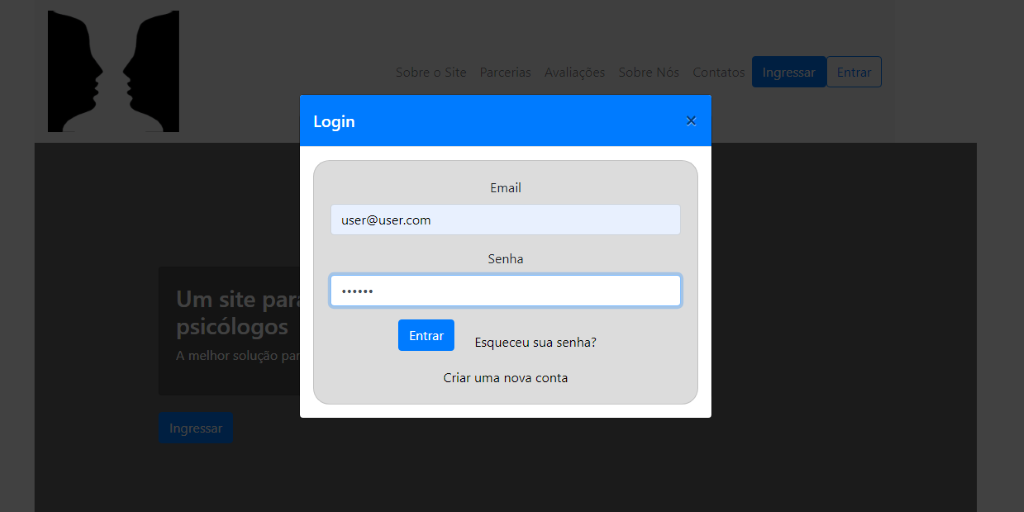 Sobre o Site Parcerias Avaliações Sobre Nós Contatos Ingressar Entrar
Login ×
Email
user@user.com
Senha
••••••
Entrar Esqueceu sua senha?
Criar uma nova conta
Um site para
psicólogos
A melhor solução par
Ingressar